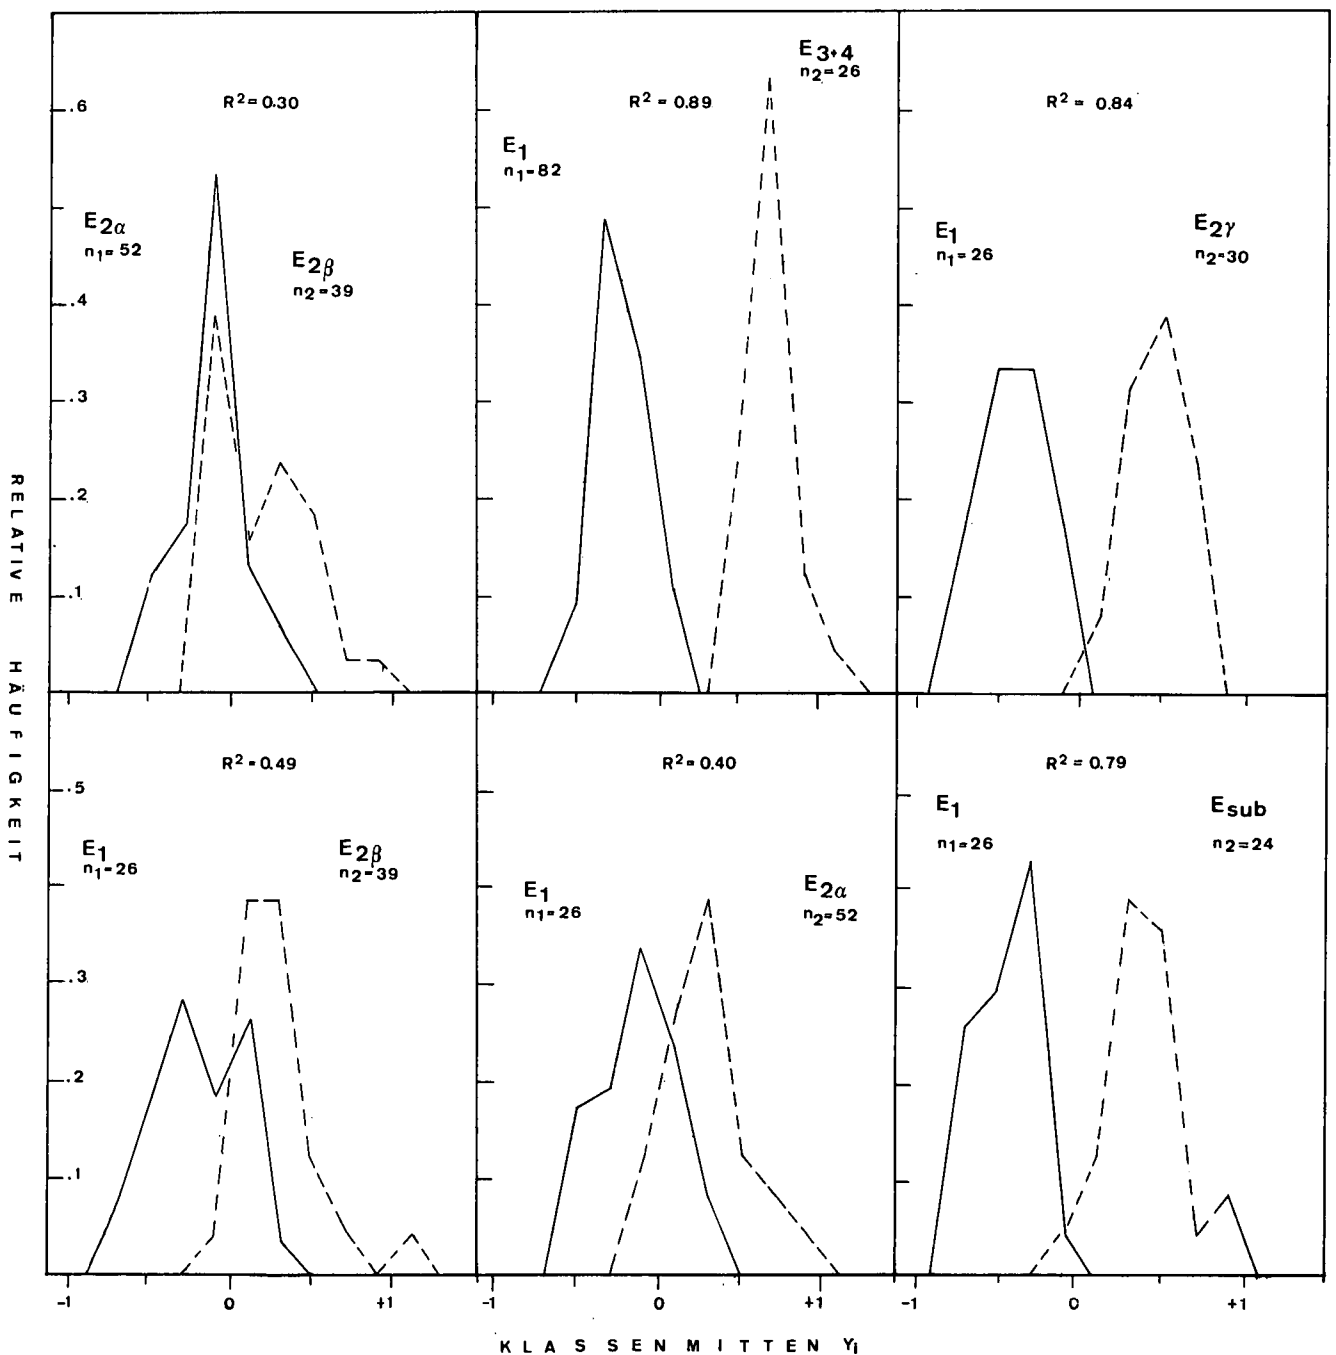 RELATIVE HÄUFIGKEIT
.6
.4
.3
.2
.1
R² = 0.30
E2α
n1 = 52
E2β
n2 = 39
R² = 0.89
E1
n1 = 82
E3+4
n2 = 26
R² = 0.84
E1
n1 = 26
E2γ
n2 = 30
.5
.3
.2
.1
R² = 0.49
E1
n1 = 26
E2β
n2 = 39
R² = 0.40
E1
n1 = 26
E2α
n2 = 52
R² = 0.79
E1
n1 = 26
Esub
n2 = 24
-1 0 +1 0 +1 -1 0 +1
KLASSENMITTEN Yi